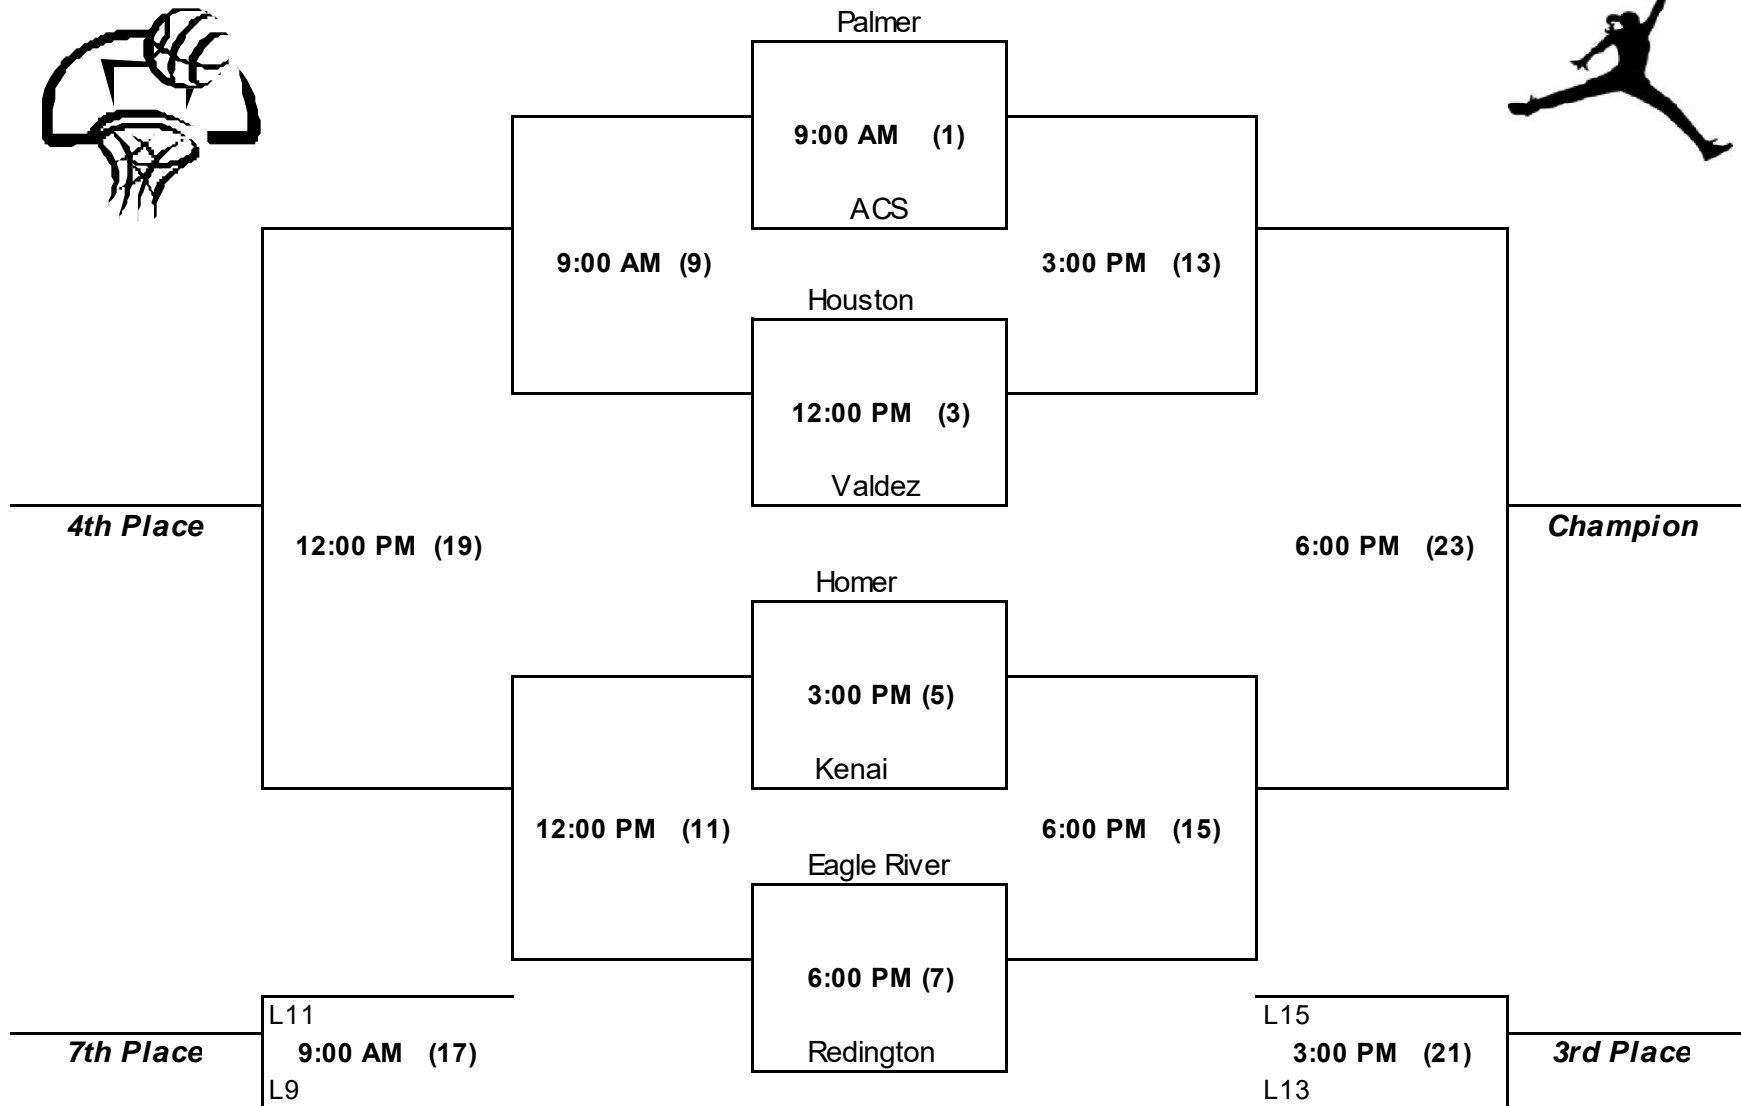 Palmer
9:00 AM (1)
ACS
9:00 AM (9)
3:00 PM (13)
Houston
12:00 PM (3)
Valdez
4th Place
12:00 PM (19)
6:00 PM (23)
Champion
Homer
3:00 PM (5)
Kenai
12:00 PM (11)
6:00 PM (15)
Eagle River
6:00 PM (7)
Redington
L11
7th Place
9:00 AM (17)
L9
L15
3:00 PM (21)
3rd Place
L13